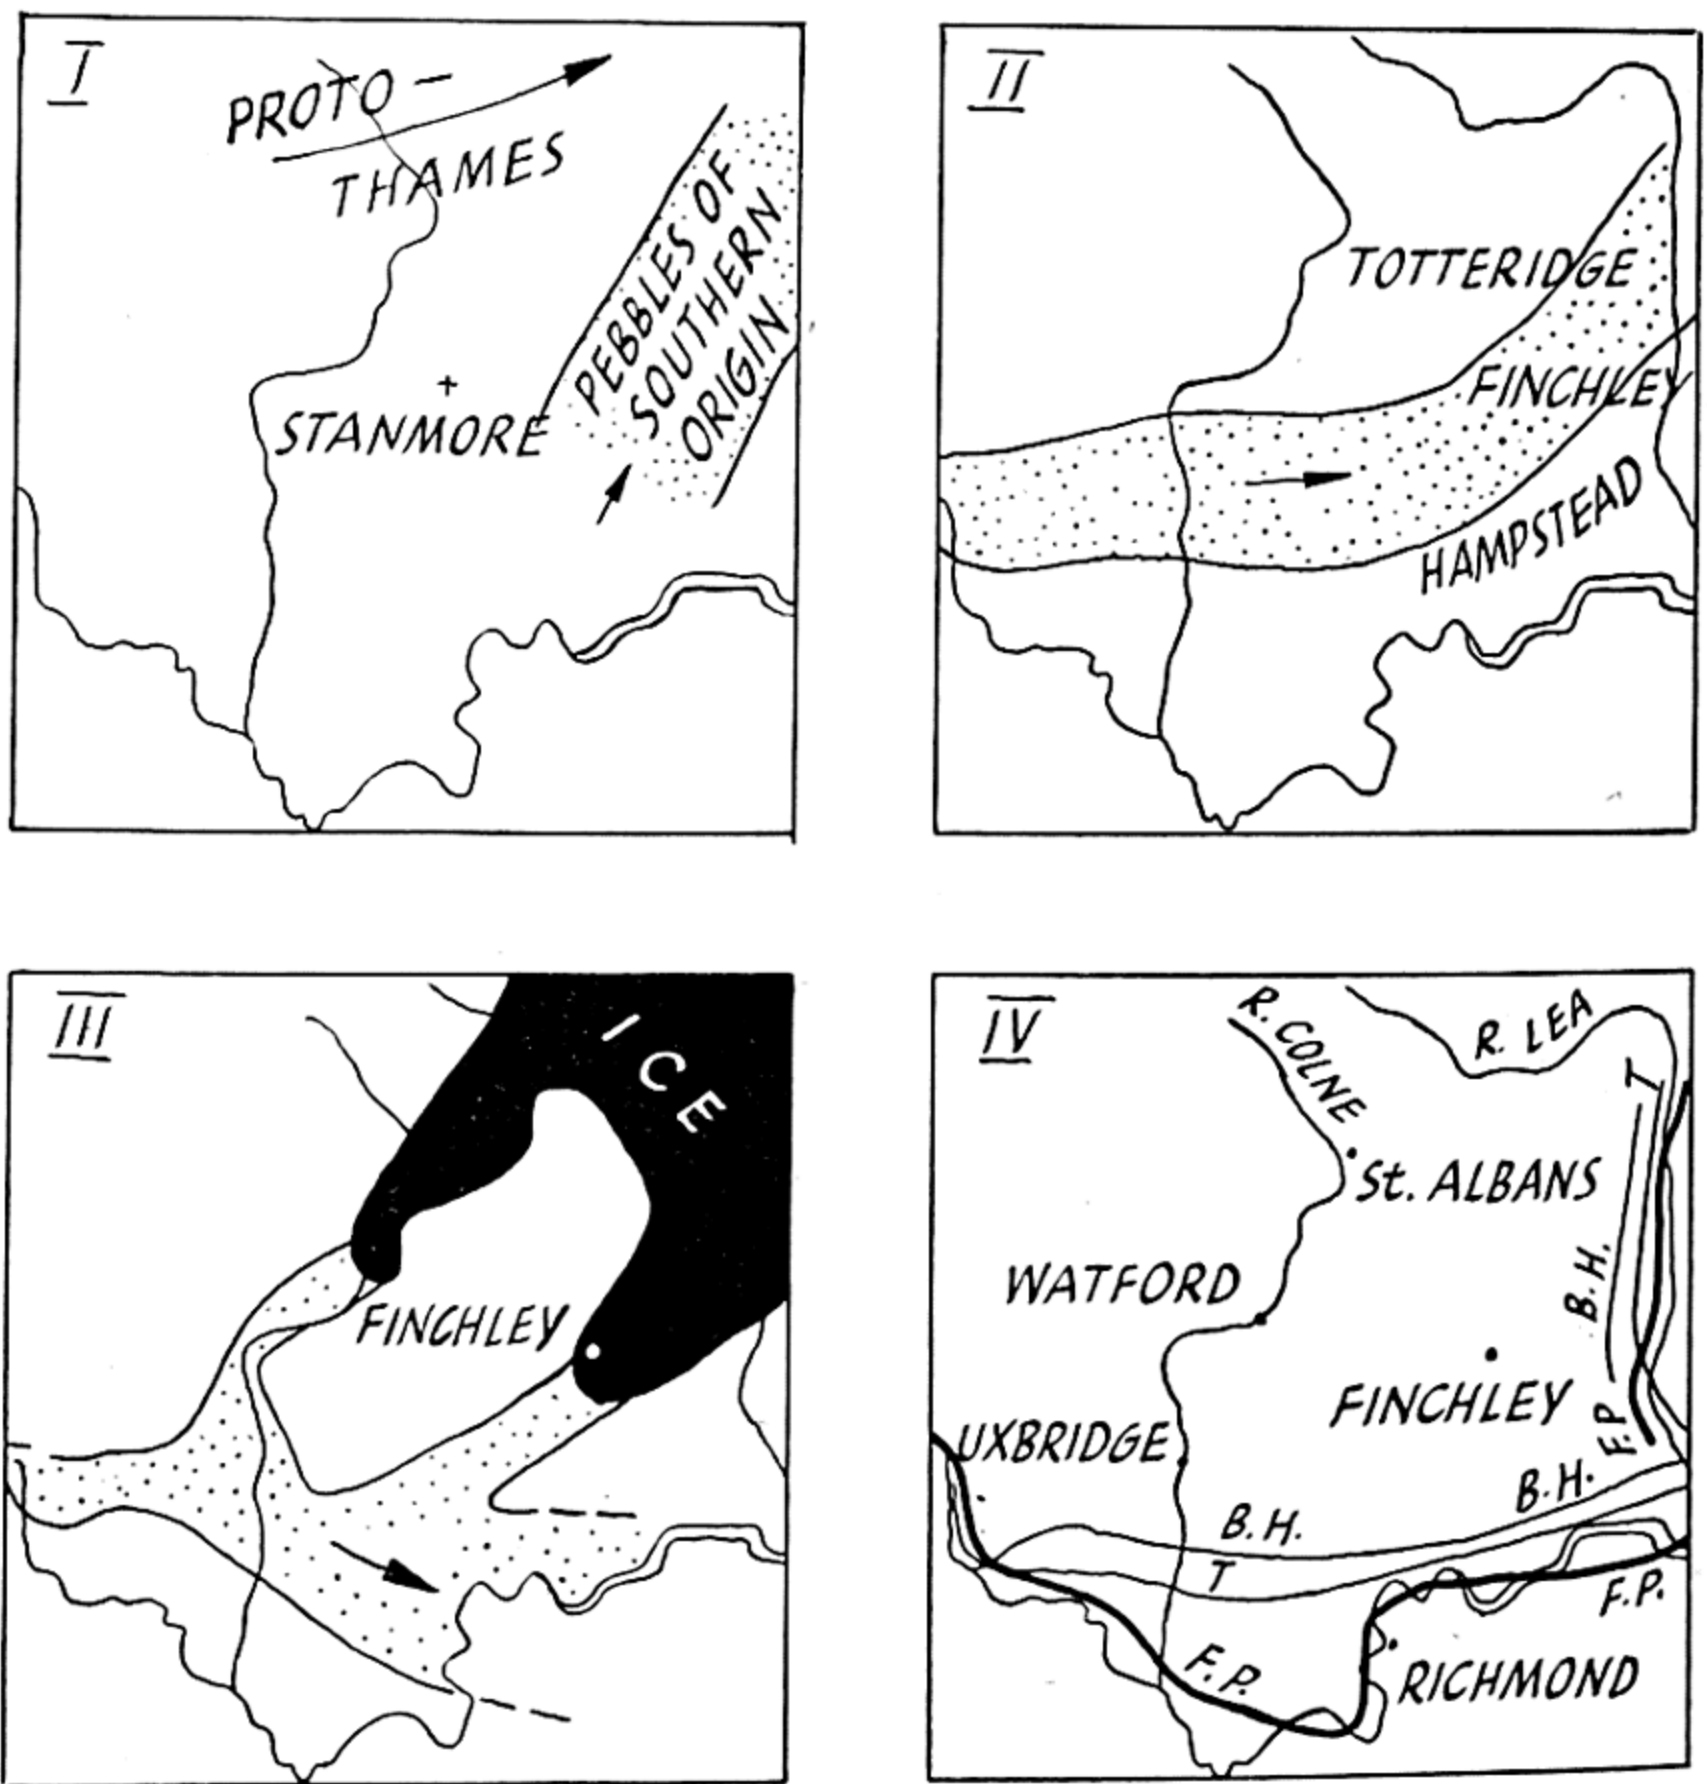 I
PROTO –
THAMES
PEBBLES OF
SOUTHERN
ORIGIN
STANMORE
II
TOTTERIDGE
FINCHLEY
HAMPSTEAD
III
ICE
FINCHLEY
IV
R. COLNE
R. LEA
T
St. ALBANS
B.H.
WATFORD
FINCHLEY
F.P.
UXBRIDGE
B.H.
B.H.
T
F.P.
F.P.
RICHMOND